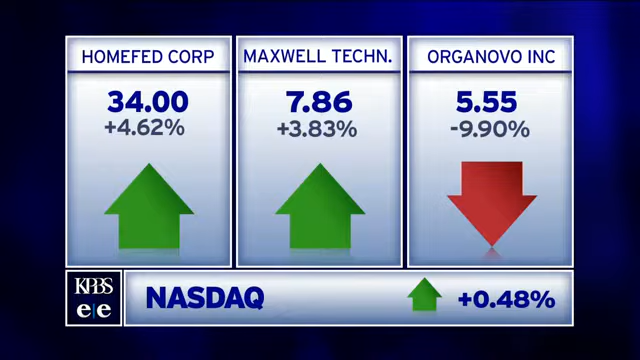 HOMEFED CORP
34.00
+4.62%
MAXWELL TECHN.
7.86
+3.83%
ORGANOVO INC
5.55
-9.90%
KPBS
e|e
NASDAQ
+0.48%